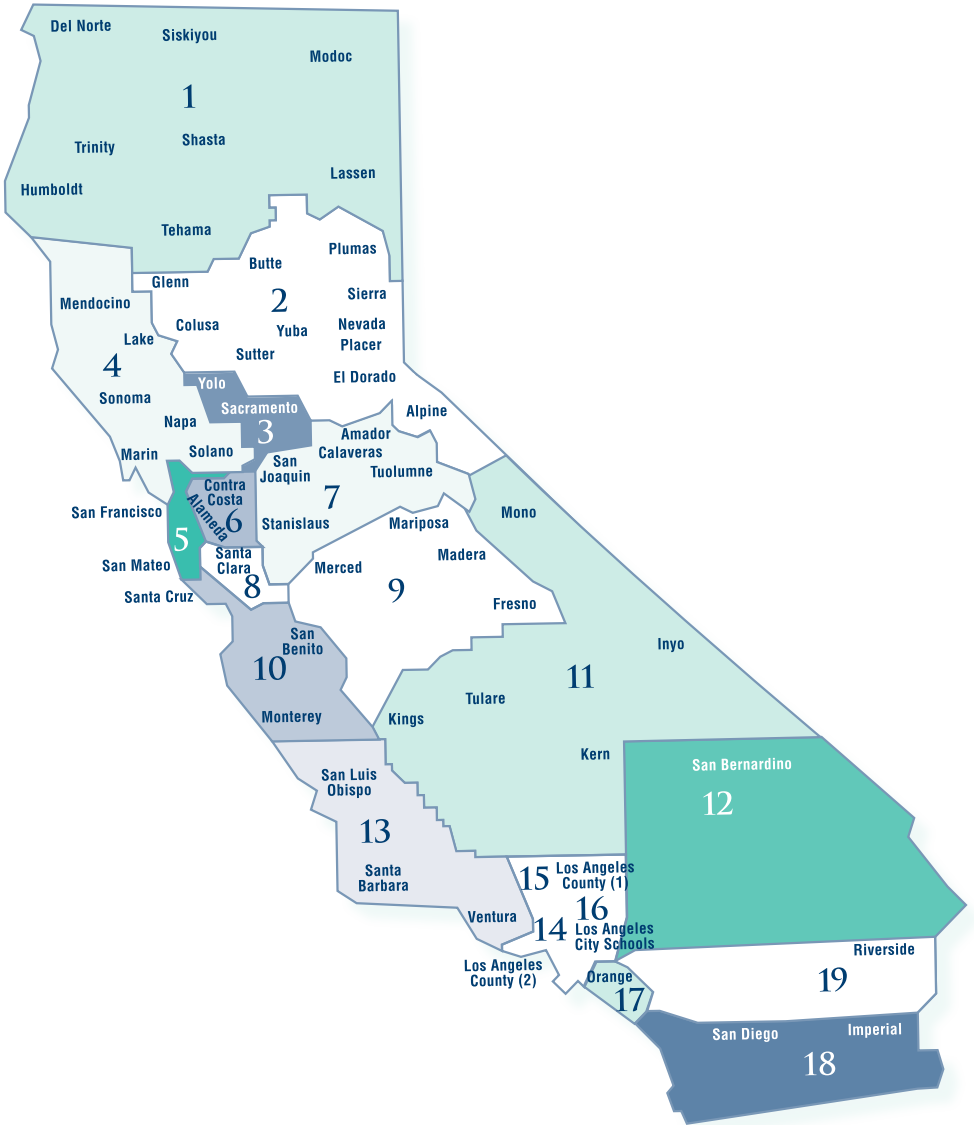 Del Norte
Siskiyou
Modoc
1
Trinity
Shasta
Lassen
Humboldt
Tehama
Plumas
Butte
Glenn
2
Sierra
Mendocino
Colusa
Yuba
Nevada
Lake
Placer
Sutter
4
El Dorado
Yolo
Sonoma
Sacramento
Alpine
Napa
3
Amador
Marin
Solano
Calaveras
San
Joaquin
Tuolumne
Contra
Costa
7
Alameda
San Francisco
6
Stanislaus
Mariposa
Mono
5
Santa
Clara
Madera
San Mateo
Merced
8
9
Santa Cruz
Fresno
San
Benito
Inyo
10
11
Tulare
Monterey
Kings
Kern
San Bernardino
San Luis
Obispo
12
13
Santa
Barbara
15
Los Angeles
County (1)
16
Ventura
14
Los Angeles
City Schools
Riverside
Los Angeles
County (2)
Orange
19
17
San Diego
Imperial
18